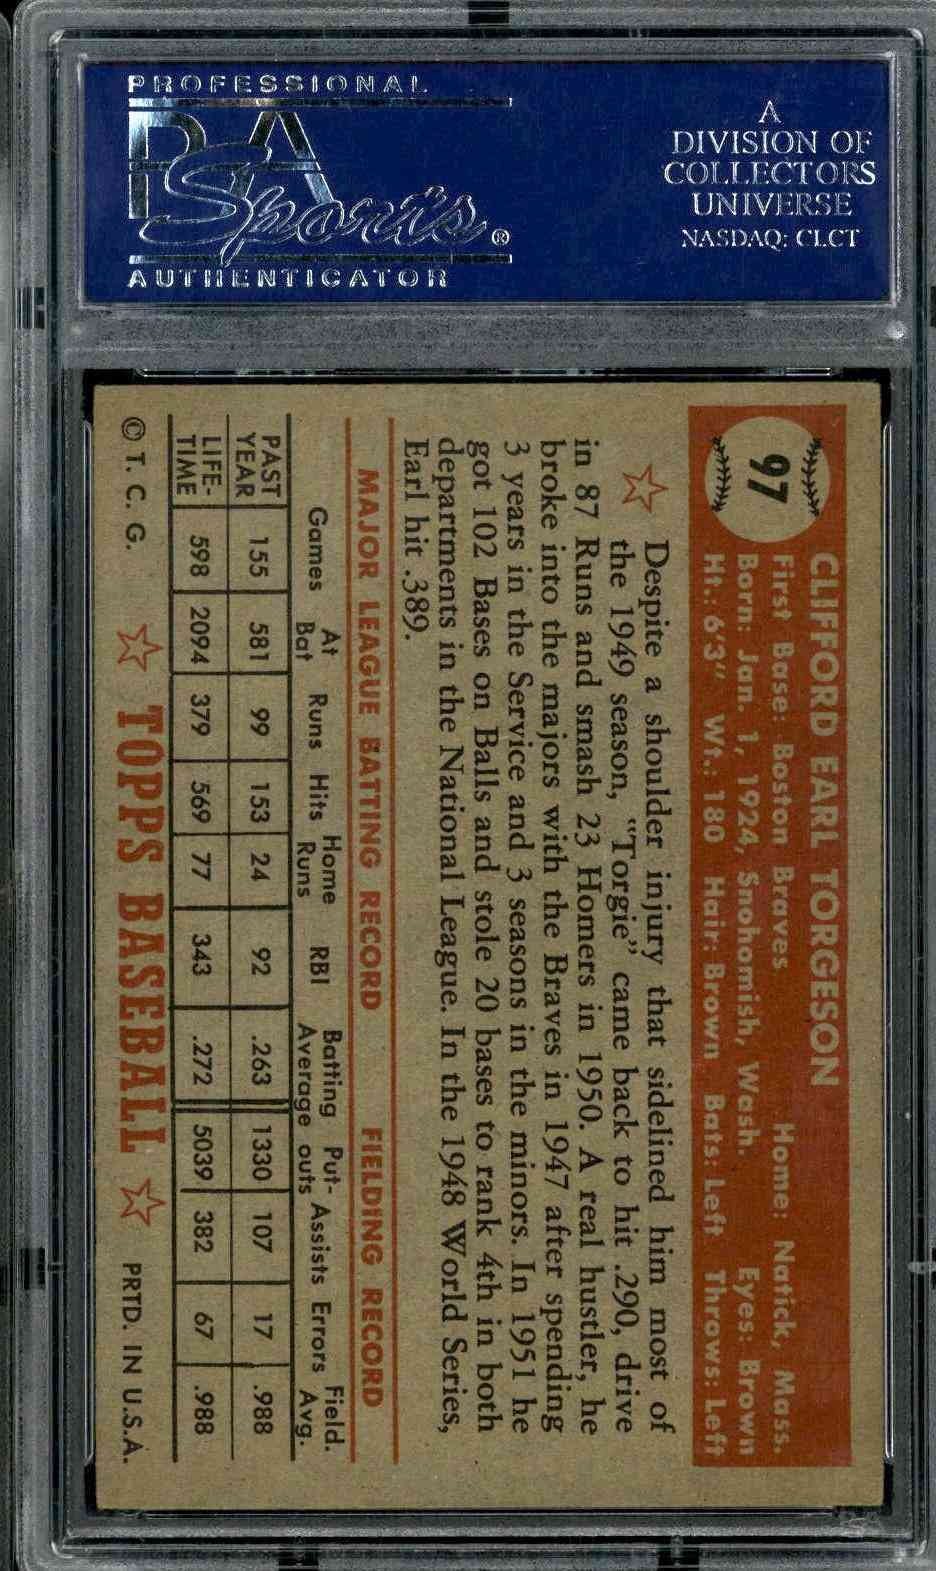 PROFESSIONAL
PSA
Sports®
AUTHENTICATOR
A
DIVISION OF
COLLECTORS
UNIVERSE
NASDAQ: CLCT
97
CLIFFORD EARL TORGESON
First Base: Boston Braves Home: Natick, Mass.
Born: Jan. 1, 1924, Snohomish, Wash. Eyes: Brown
Ht.: 6'3" Wt.: 180 Hair: Brown Bats: Left Throws: Left
Despite a shoulder injury that sidelined him most of
the 1949 season, "Torgie" came back to hit .290, drive
in 87 Runs and smash 23 Homers in 1950. A real hustler, he
broke into the majors with the Braves in 1947 after spending
3 years in the Service and 3 seasons in the minors. In 1951 he
got 102 Bases on Balls and stole 20 bases to rank 4th in both
departments in the National League. In the 1948 World Series,
Earl hit .389.
MAJOR LEAGUE BATTING RECORD FIELDING RECORD
Games At Bat Runs Hits Home Runs RBI Batting Average Put-outs Assists Errors Field. Avg.
PAST YEAR 155 581 99 153 24 92 .263 1330 107 17 .988
LIFE-TIME 598 2094 379 569 77 343 .272 5039 382 67 .988
© T. C. G. TOPPS BASEBALL PRTD. IN U.S.A.